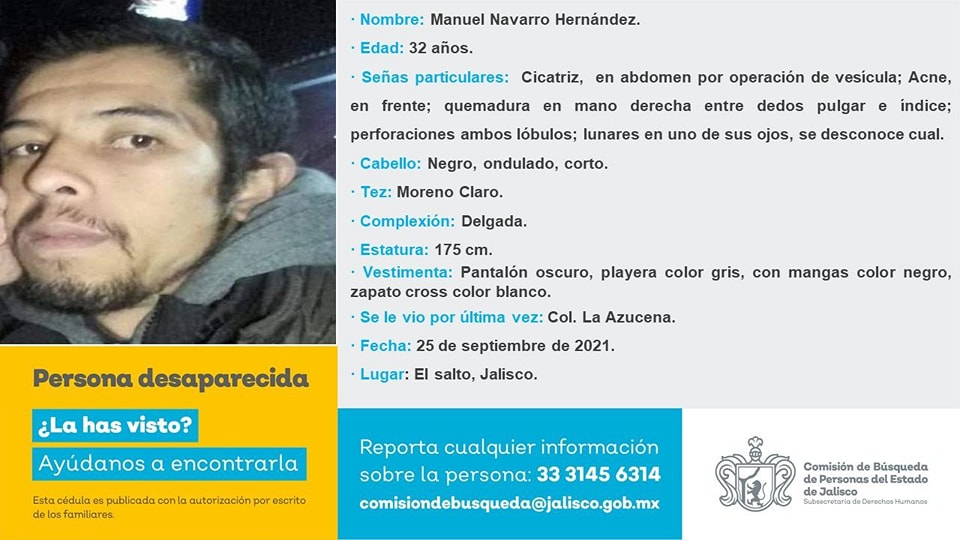 · Nombre: Manuel Navarro Hernández.
· Edad: 32 años.
· Señas particulares: Cicatriz, en abdomen por operación de vesícula; Acne,
en frente; quemadura en mano derecha entre dedos pulgar e índice;
perforaciones ambos lóbulos; lunares en uno de sus ojos, se desconoce cual.
· Cabello: Negro, ondulado, corto.
· Tez: Moreno Claro.
· Complexión: Delgada.
· Estatura: 175 cm.
· Vestimenta: Pantalón oscuro, playera color gris, con mangas color negro,
zapato cross color blanco.
· Se le vio por última vez: Col. La Azucena.
· Fecha: 25 de septiembre de 2021.
· Lugar: El salto, Jalisco.
Persona desaparecida
¿La has visto?
Ayúdanos a encontrarla
Esta cédula es publicada con la autorización por escrito
de los familiares.
Reporta cualquier información
sobre la persona: 33 3145 6314
comisiondebusqueda@jalisco.gob.mx
Comisión de Búsqueda
de Personas del Estado
de Jalisco
Subsecretaría de Derechos Humanos